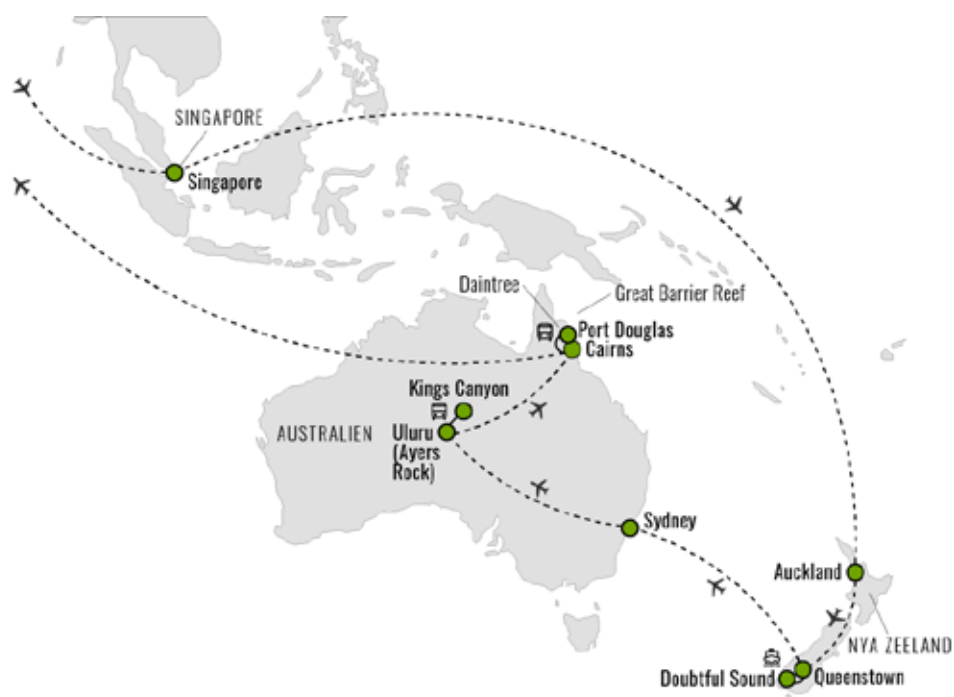 SINGAPORE
Singapore
Daintree
Great Barrier Reef
Port Douglas
Cairns
Kings Canyon
AUSTRALIEN
Uluru
(Ayers
Rock)
Sydney
Auckland
NYA ZEELAND
Doubtful Sound
Queenstown